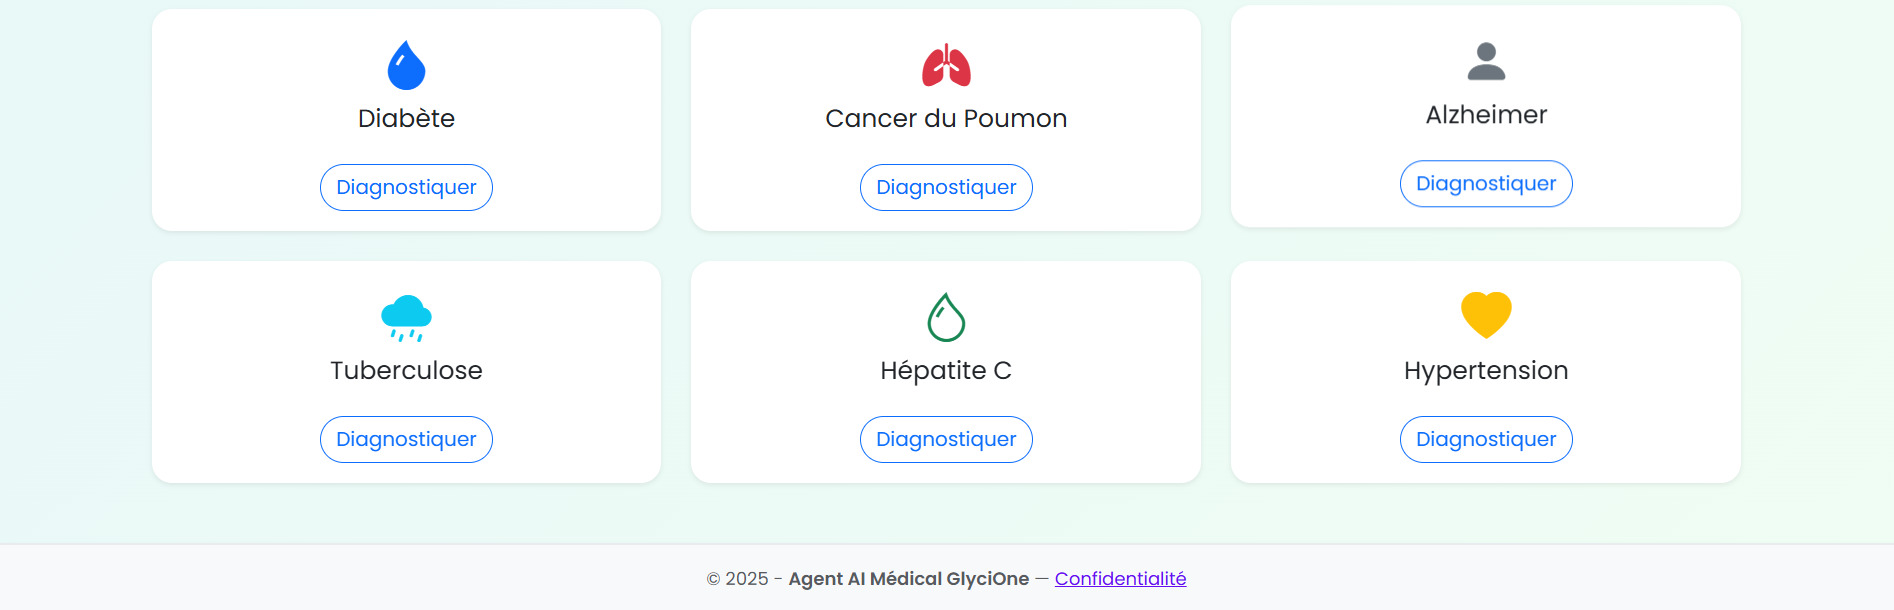 Diabète
Cancer du Poumon
Alzheimer
Diagnostiquer
Diagnostiquer
Diagnostiquer
Tuberculose
Hépatite C
Hypertension
Diagnostiquer
Diagnostiquer
Diagnostiquer
© 2025 - Agent AI Médical GlyciOne — Confidentialité